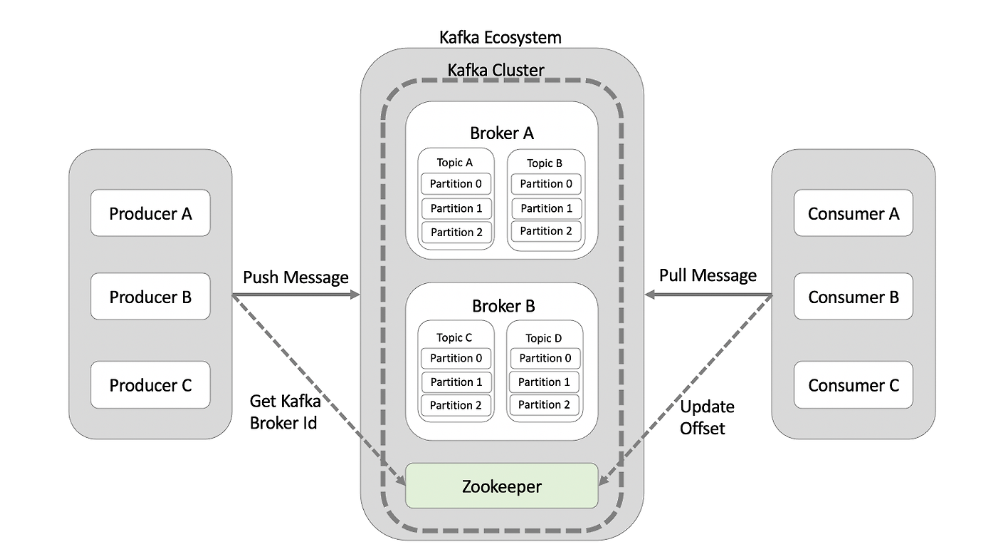 Kafka Ecosystem
Kafka Cluster
Producer A
Producer B
Producer C
Push Message
Get Kafka
Broker Id
Broker A
Topic A
Partition 0
Partition 1
Partition 2
Topic B
Partition 0
Partition 1
Partition 2
Broker B
Topic C
Partition 0
Partition 1
Partition 2
Topic D
Partition 0
Partition 1
Partition 2
Zookeeper
Pull Message
Update
Offset
Consumer A
Consumer B
Consumer C